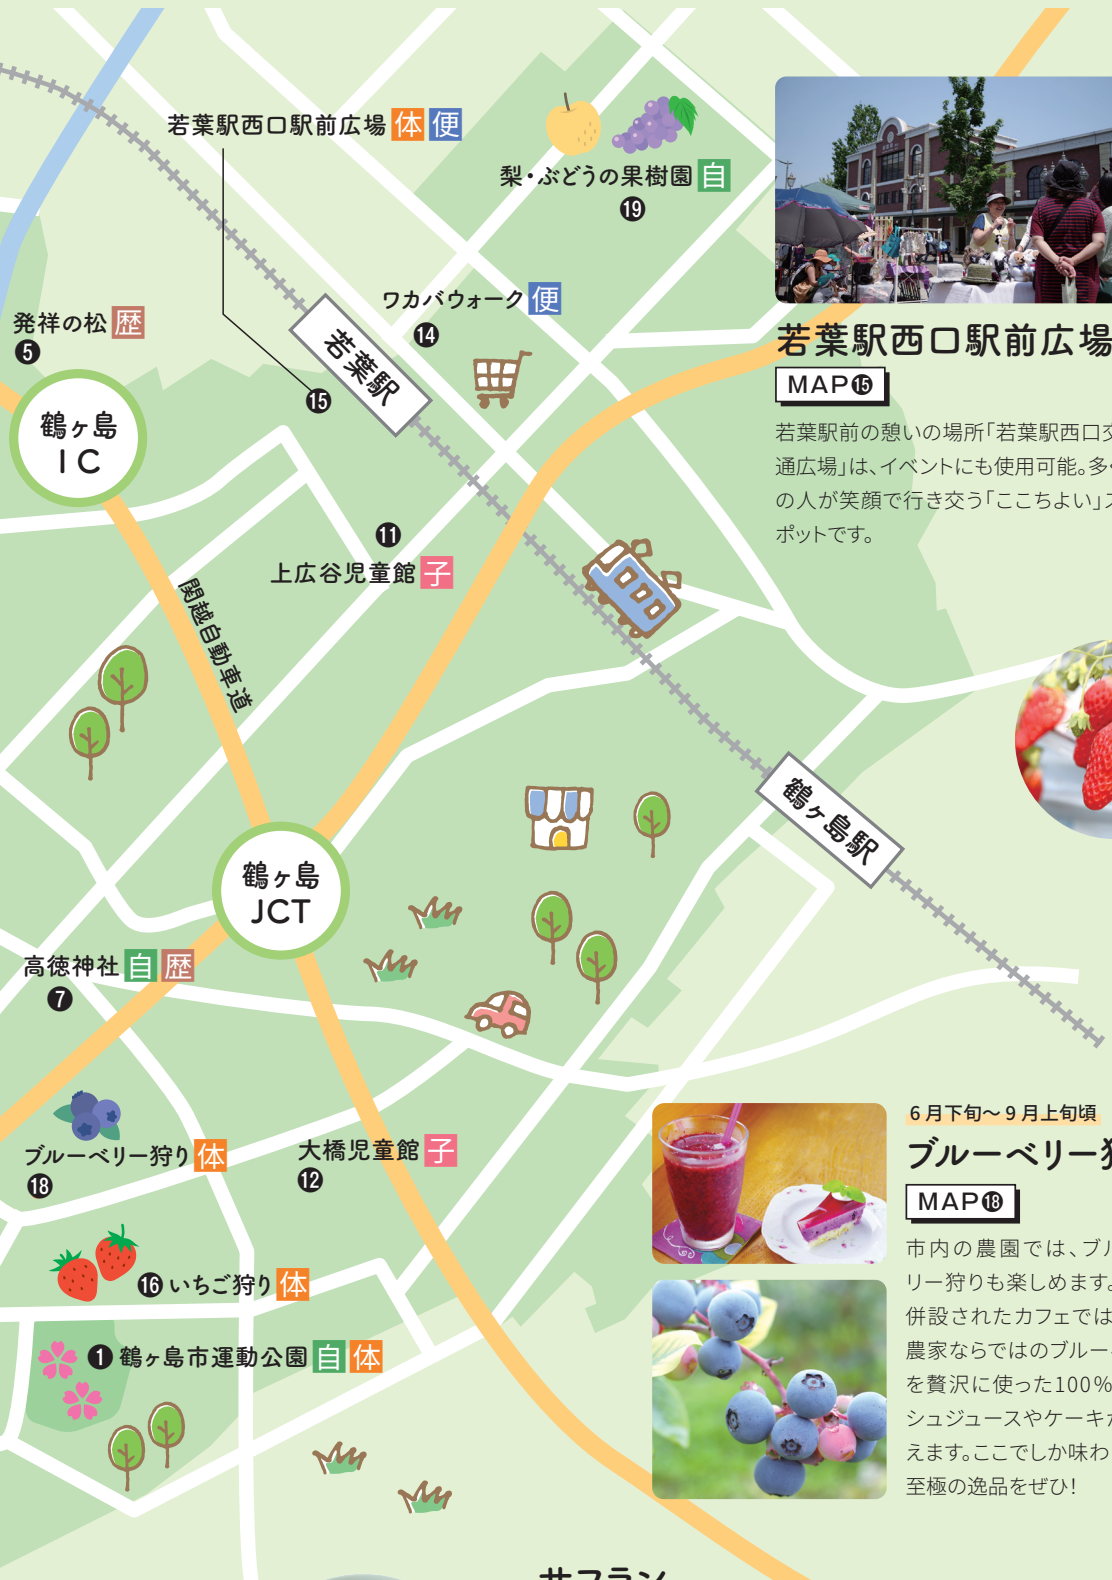 若葉駅西口駅前広場 体 便
梨・ぶどうの果樹園 自
⓳
ワカバウォーク 便
⓮
発祥の松 歴
❺
若葉駅
⓯
鶴ヶ島
IC
若葉駅西口駅前広場
MAP⓯
若葉駅前の憩いの場所「若葉駅西口交
通広場」は、イベントにも使用可能。多く
の人が笑顔で行き交う「ここちよい」ス
ポットです。
⓫
上広谷児童館 子
関越自動車道
鶴ヶ島駅
鶴ヶ島
JCT
高徳神社 自 歴
❼
ブルーベリー狩り 体
⓲
大橋児童館 子
⓬
⓰ いちご狩り 体
❶ 鶴ヶ島市運動公園 自 体
6月下旬〜9月上旬頃
ブルーベリー狩
MAP⓲
市内の農園では、ブル
リー狩りも楽しめます。
併設されたカフェでは
農家ならではのブルー
を贅沢に使った100%
シュジュースやケーキが
えます。ここでしか味わ
至極の逸品をぜひ!
サフラン